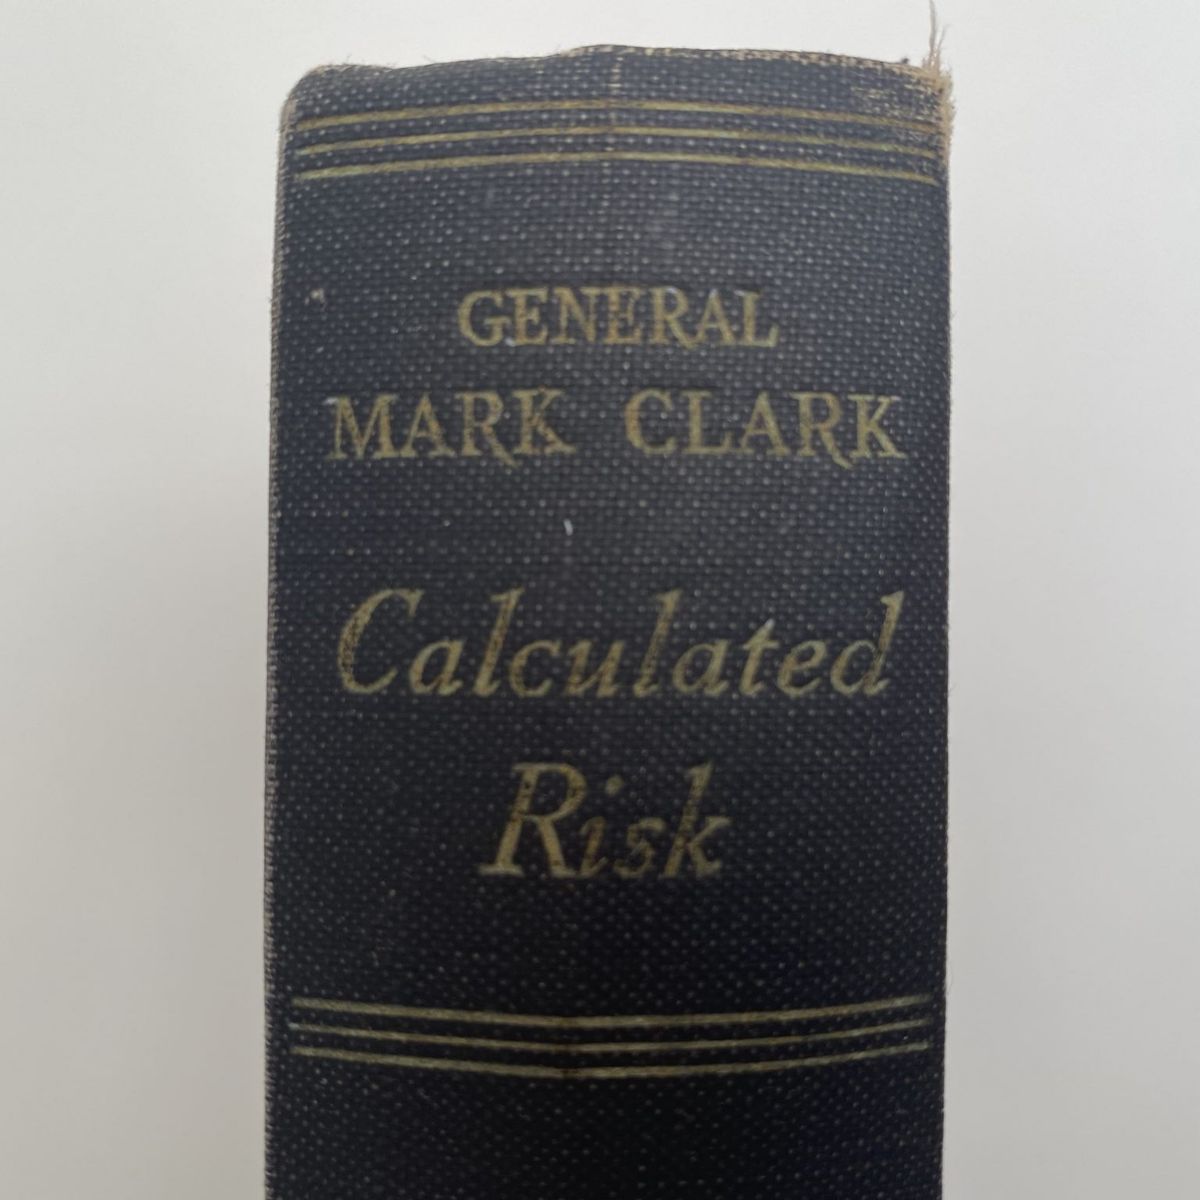 GENERAL
MARK CLARK
Calculated
Risk